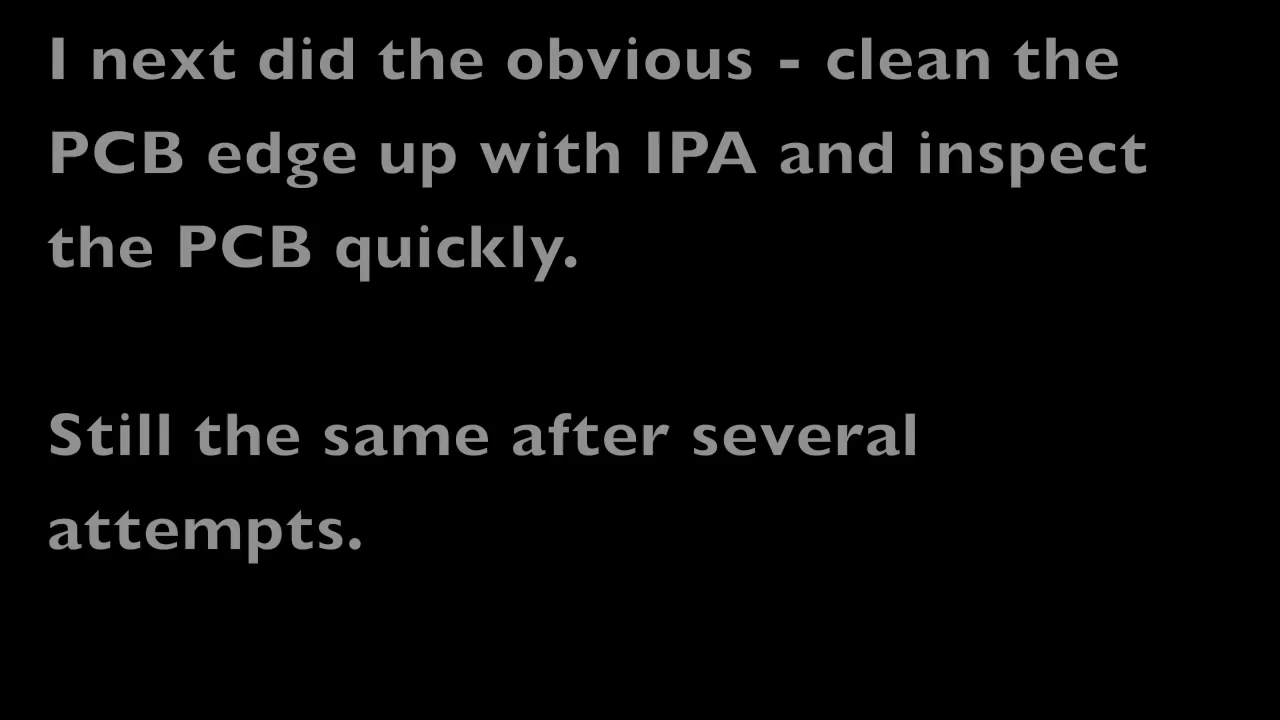 I next did the obvious - clean the
PCB edge up with IPA and inspect
the PCB quickly.
Still the same after several
attempts.